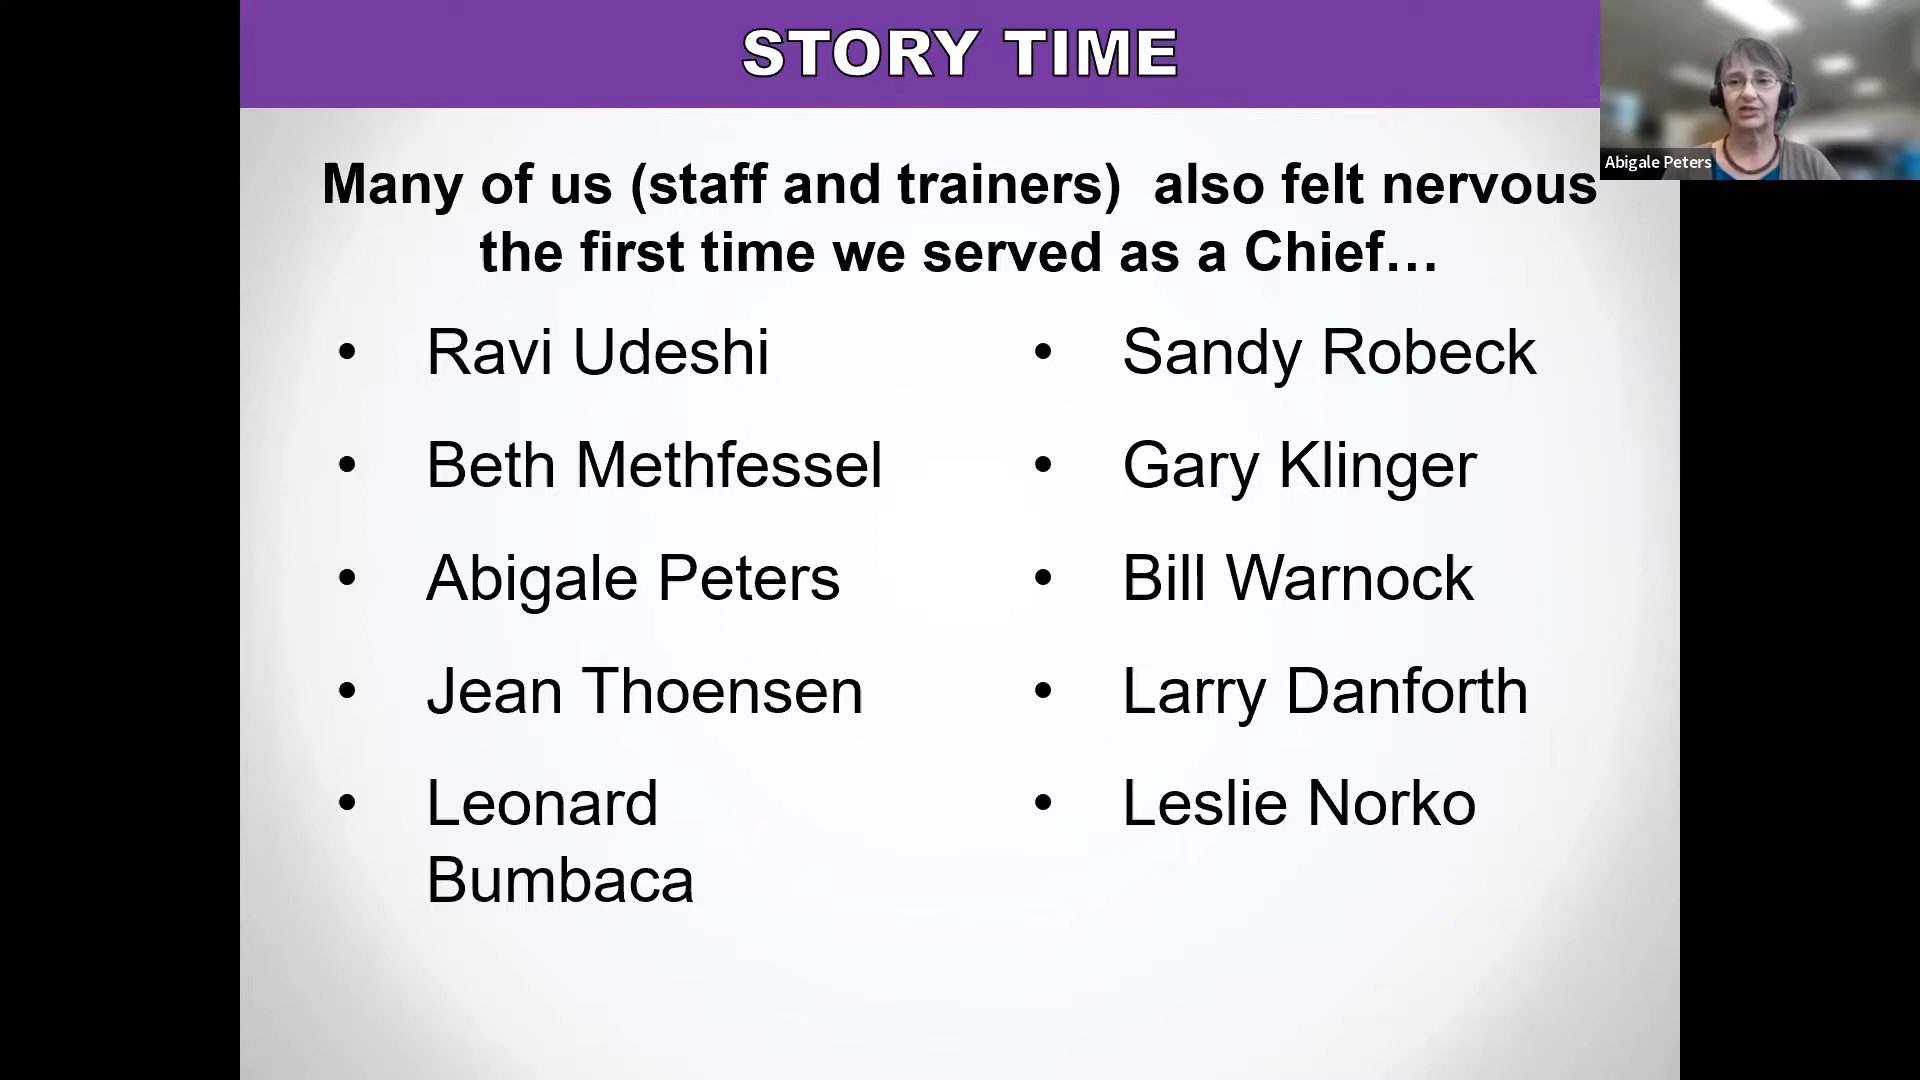 STORY TIME
Abigale Peters
Many of us (staff and trainers)  also felt nervous
the first time we served as a Chief…
• Ravi Udeshi
• Beth Methfessel
• Abigale Peters
• Jean Thoensen
• Leonard
Bumbaca
• Sandy Robeck
• Gary Klinger
• Bill Warnock
• Larry Danforth
• Leslie Norko